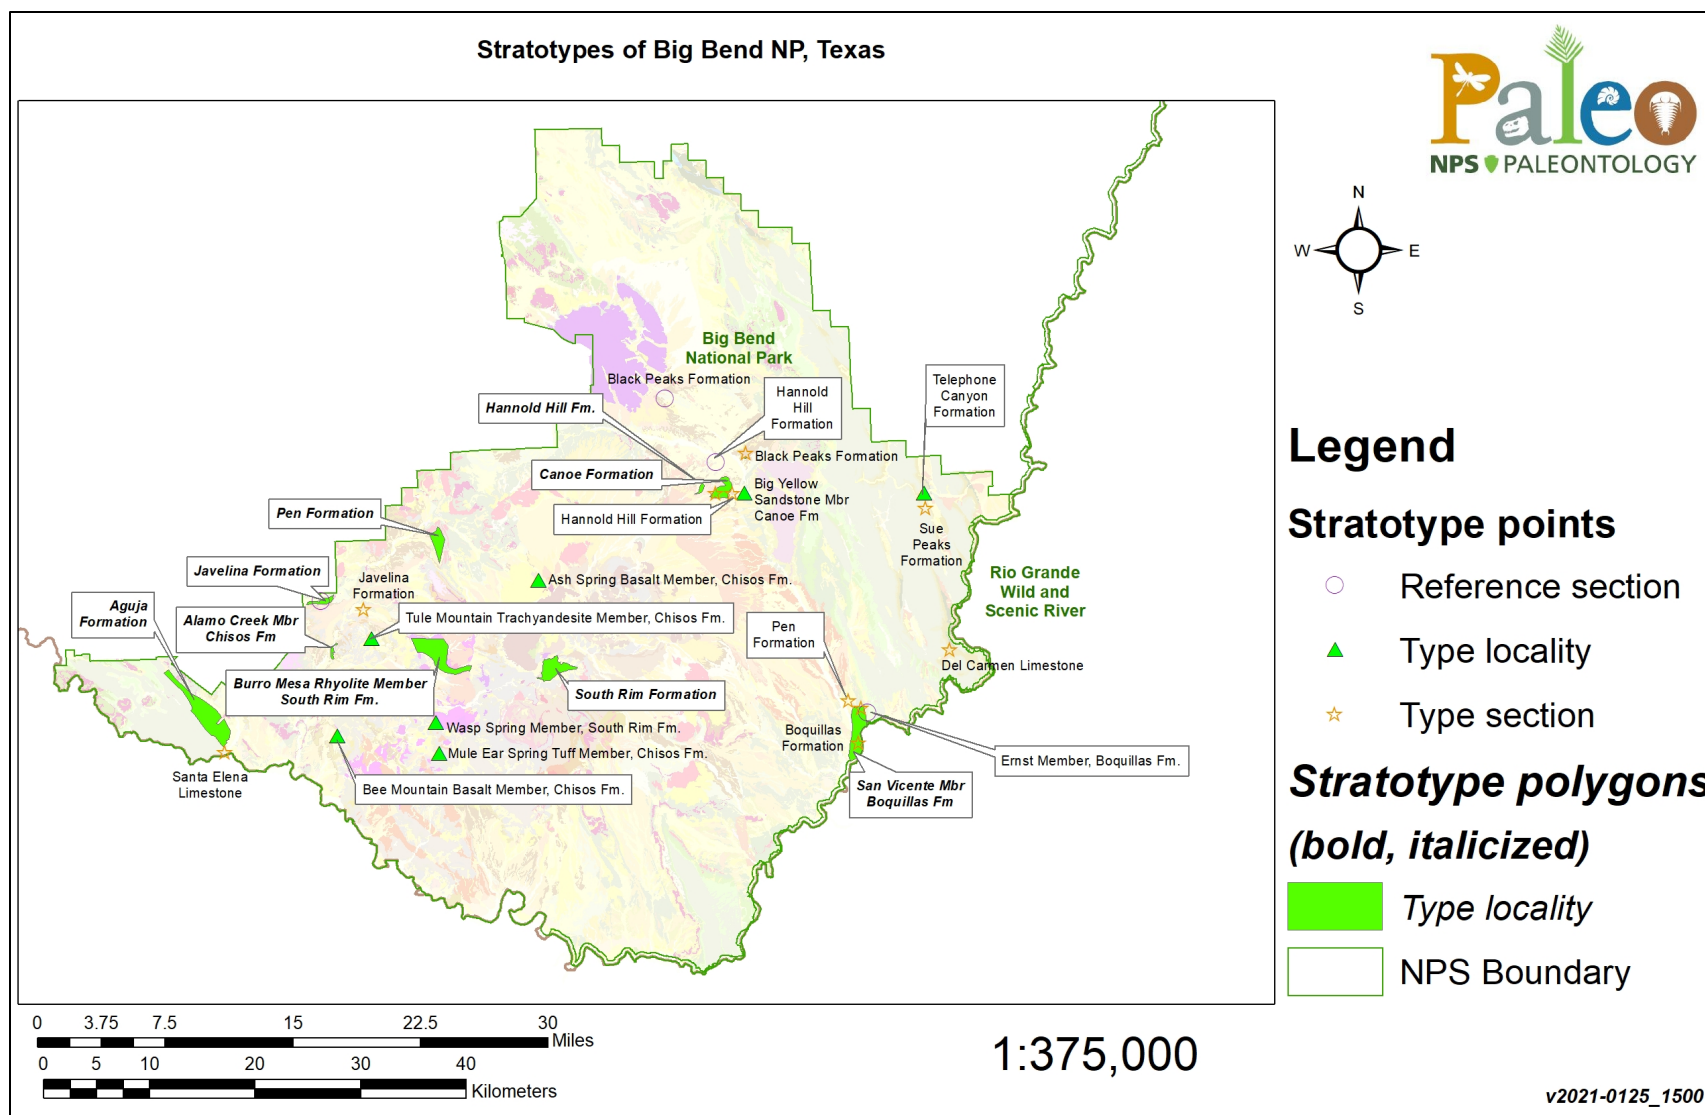 Stratotypes of Big Bend NP, Texas
Paleo
NPS PALEONTOLOGY
N
W
E
S
Big Bend
National Park
Black Peaks Formation
Hannold
Hill
Formation
Telephone
Canyon
Formation
Hannold Hill Fm.
Black Peaks Formation
Canoe Formation
Big Yellow
Sandstone Mbr
Canoe Fm
Hannold Hill Formation
Pen Formation
Sue
Peaks
Formation
Javelina Formation
Javelina
Formation
Ash Spring Basalt Member, Chisos Fm.
Rio Grande
Wild and
Scenic River
Aguja
Formation
Alamo Creek Mbr
Chisos Fm
Tule Mountain Trachyandesite Member, Chisos Fm.
Pen
Formation
Del Carmen Limestone
Burro Mesa Rhyolite Member
South Rim Fm.
South Rim Formation
Wasp Spring Member, South Rim Fm.
Boquillas
Formation
Mule Ear Spring Tuff Member, Chisos Fm.
Ernst Member, Boquillas Fm.
Santa Elena
Limestone
Bee Mountain Basalt Member, Chisos Fm.
San Vicente Mbr
Boquillas Fm
Legend
Stratotype points
Reference section
Type locality
Type section
Stratotype polygons
(bold, italicized)
Type locality
NPS Boundary
0 3.75 7.5 15 22.5 30
Miles
0 5 10 20 30 40
Kilometers
1:375,000
v2021-0125_1500